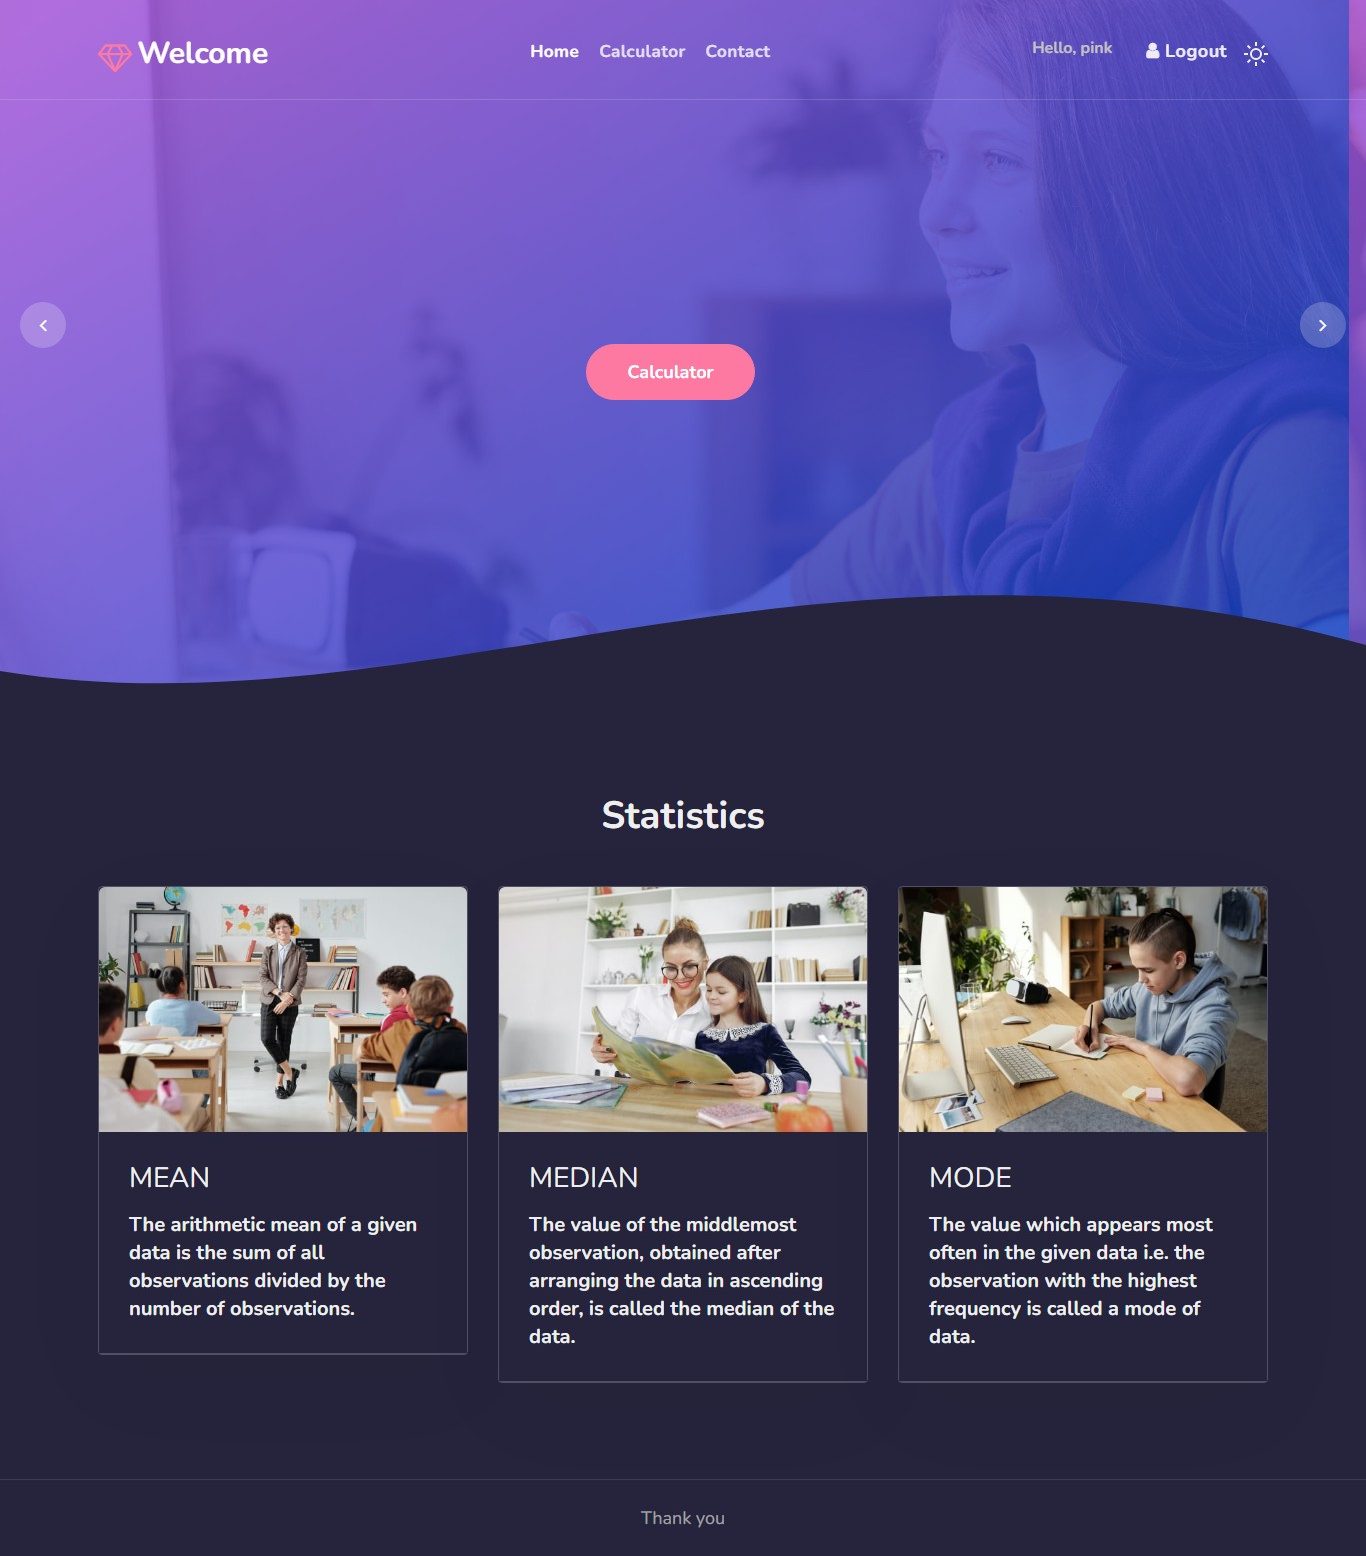 Welcome
Home Calculator Contact
Hello, pink
Logout
Calculator
Statistics
MEAN
The arithmetic mean of a given
data is the sum of all
observations divided by the
number of observations.
MEDIAN
The value of the middlemost
observation, obtained after
arranging the data in ascending
order, is called the median of the
data.
MODE
The value which appears most
often in the given data i.e. the
observation with the highest
frequency is called a mode of
data.
Thank you